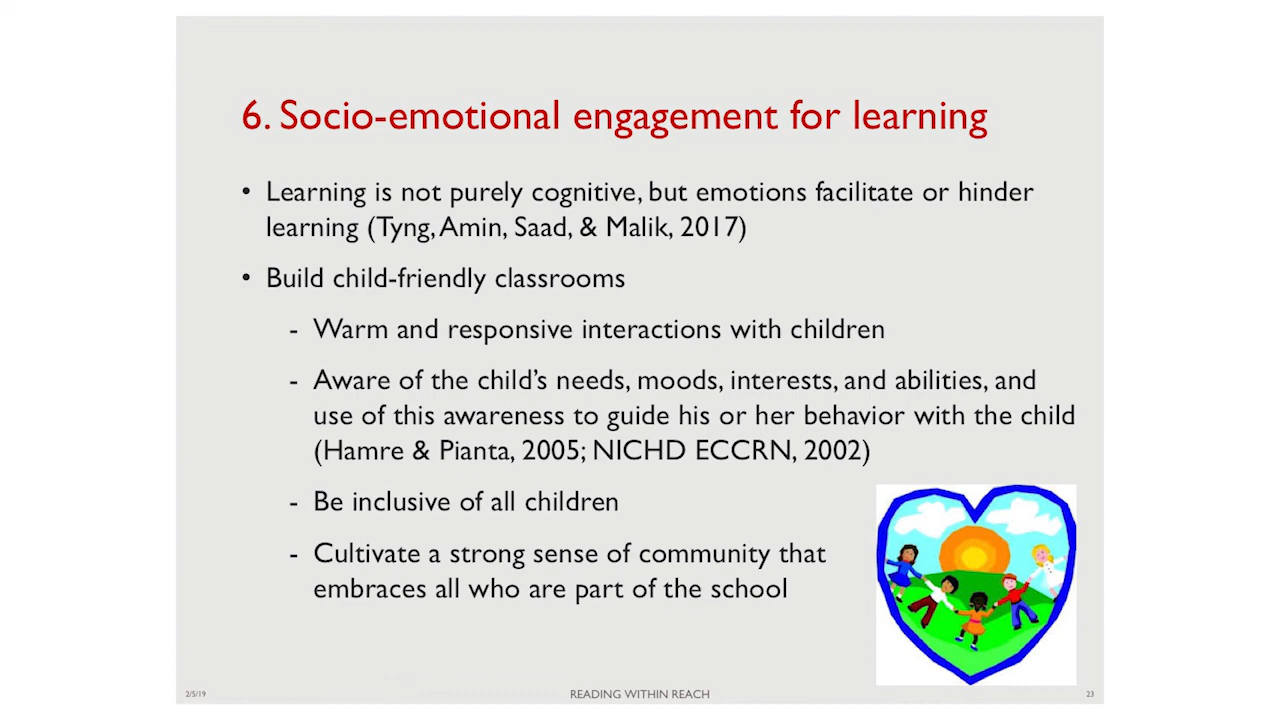 6. Socio-emotional engagement for learning
• Learning is not purely cognitive, but emotions facilitate or hinder
learning (Tyng, Amin, Saad, & Malik, 2017)
• Build child-friendly classrooms
- Warm and responsive interactions with children
- Aware of the child’s needs, moods, interests, and abilities, and
use of this awareness to guide his or her behavior with the child
(Hamre & Pianta, 2005; NICHD ECCRN, 2002)
- Be inclusive of all children
- Cultivate a strong sense of community that
embraces all who are part of the school
2/5/19
READING WITHIN REACH
23